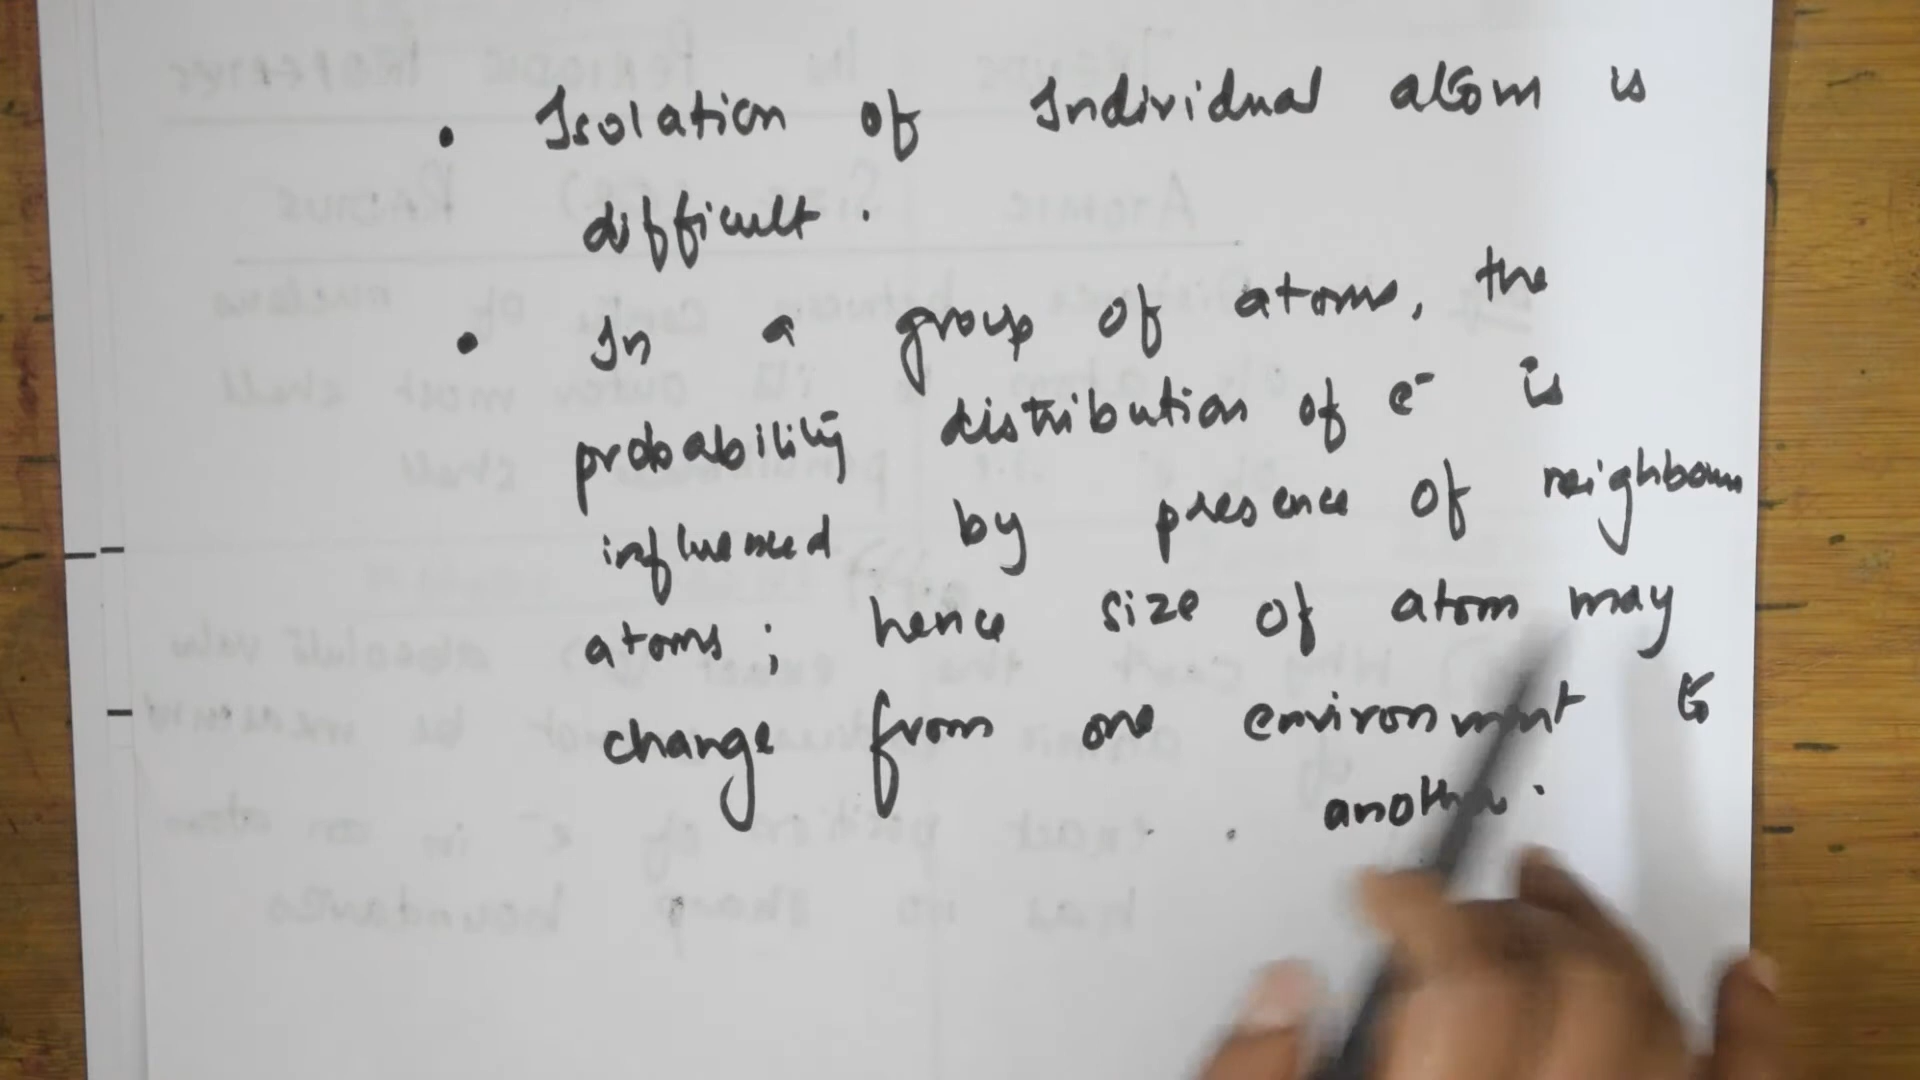 • Isolation of Individual atom is
difficult.
• In a group of atoms, the
probability distribution of e⁻ is
influenced by presence of neighbour
atoms; hence size of atom may
change from one environment to
another.